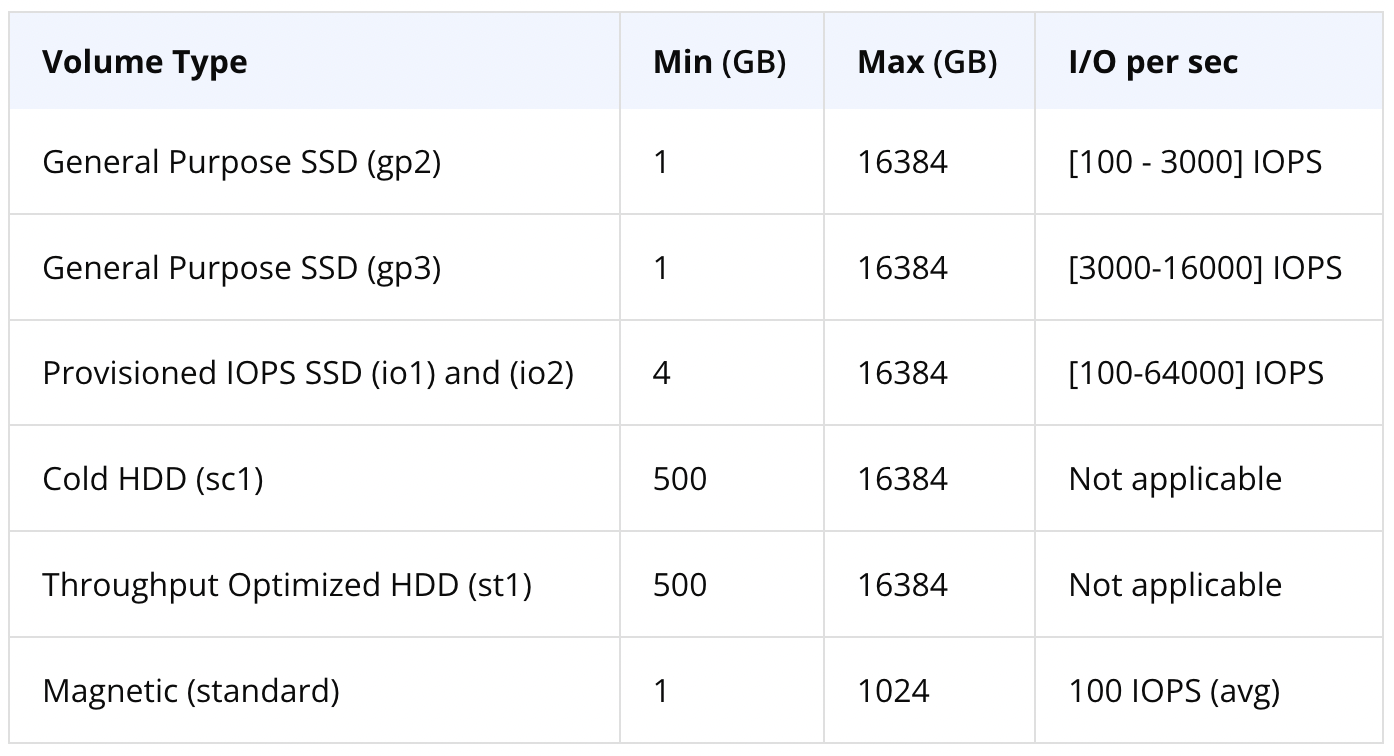 Volume Type Min (GB) Max (GB) I/O per sec
General Purpose SSD (gp2) 1 16384 [100 - 3000] IOPS
General Purpose SSD (gp3) 1 16384 [3000-16000] IOPS
Provisioned IOPS SSD (io1) and (io2) 4 16384 [100-64000] IOPS
Cold HDD (sc1) 500 16384 Not applicable
Throughput Optimized HDD (st1) 500 16384 Not applicable
Magnetic (standard) 1 1024 100 IOPS (avg)